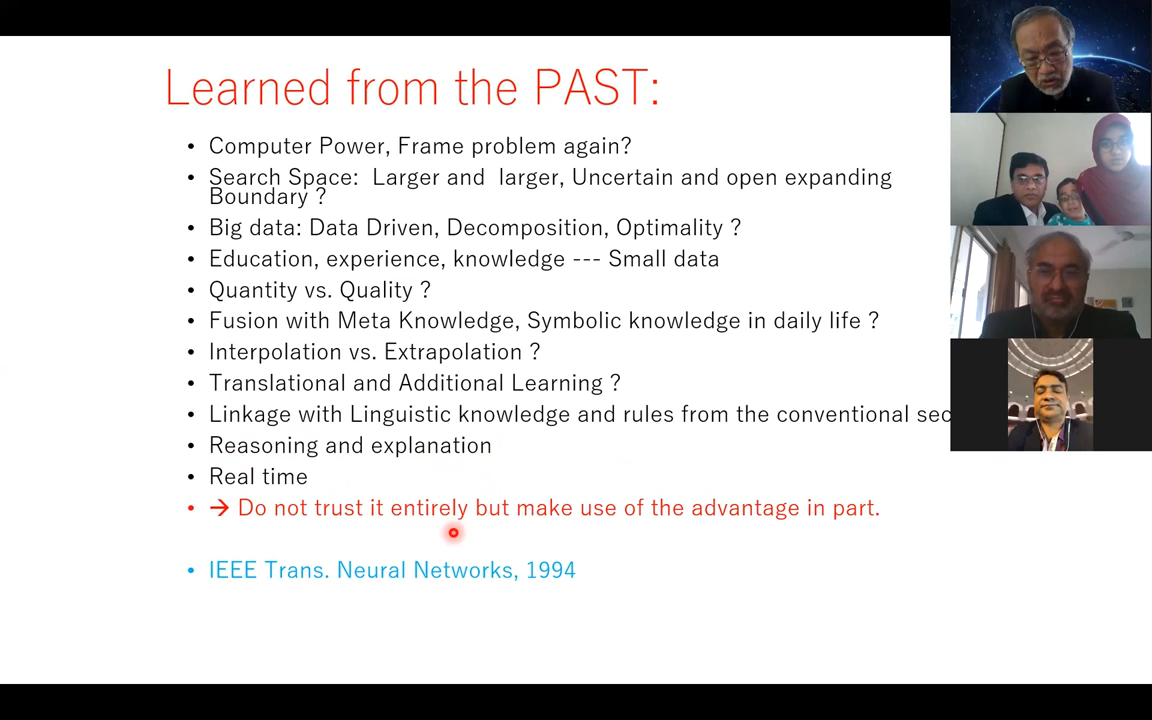 Learned from the PAST:
• Computer Power, Frame problem again?
• Search Space: Larger and larger, Uncertain and open expanding
Boundary ?
• Big data: Data Driven, Decomposition, Optimality ?
• Education, experience, knowledge --- Small data
• Quantity vs. Quality ?
• Fusion with Meta Knowledge, Symbolic knowledge in daily life ?
• Interpolation vs. Extrapolation ?
• Translational and Additional Learning ?
• Linkage with Linguistic knowledge and rules from the conventional sec
• Reasoning and explanation
• Real time
• → Do not trust it entirely but make use of the advantage in part.
• IEEE Trans. Neural Networks, 1994